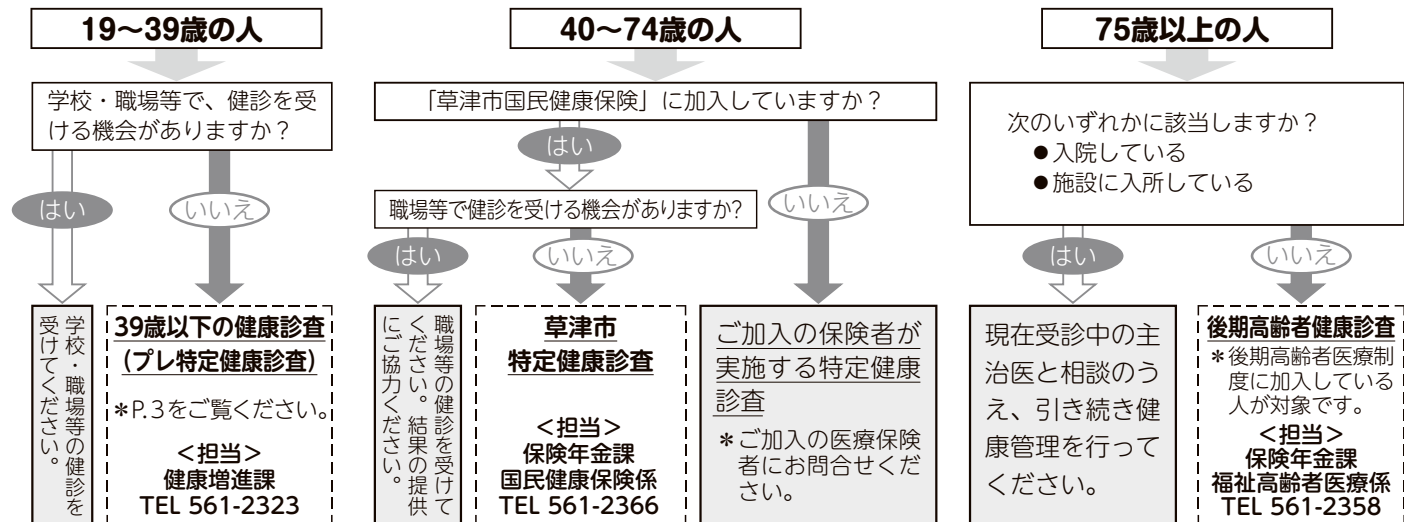 19～39歳の人
学校・職場等で、健診を受
ける機会がありますか？
はい
いいえ
学校・職場等の健診を
受けてください。
39歳以下の健康診査
(プレ特定健康診査)
＊P.3をご覧ください。
＜担当＞
健康増進課
TEL 561-2323
40～74歳の人
「草津市国民健康保険」に加入していますか？
はい
いいえ
職場等で健診を受ける機会がありますか?
はい
いいえ
職場等の健診を受けて
ください。結果の提供
にご協力ください。
草津市
特定健康診査
＜担当＞
保険年金課
国民健康保険係
TEL 561-2366
ご加入の保険者が
実施する特定健康
診査
＊ご加入の医療保険
者にお問合せくだ
さい。
75歳以上の人
次のいずれかに該当しますか？
●入院している
●施設に入所している
はい
いいえ
現在受診中の主
治医と相談のう
え、引き続き健
康管理を行って
ください。
後期高齢者健康診査
＊後期高齢者医療制
度に加入している
人が対象です。
＜担当＞
保険年金課
福祉高齢者医療係
TEL 561-2358